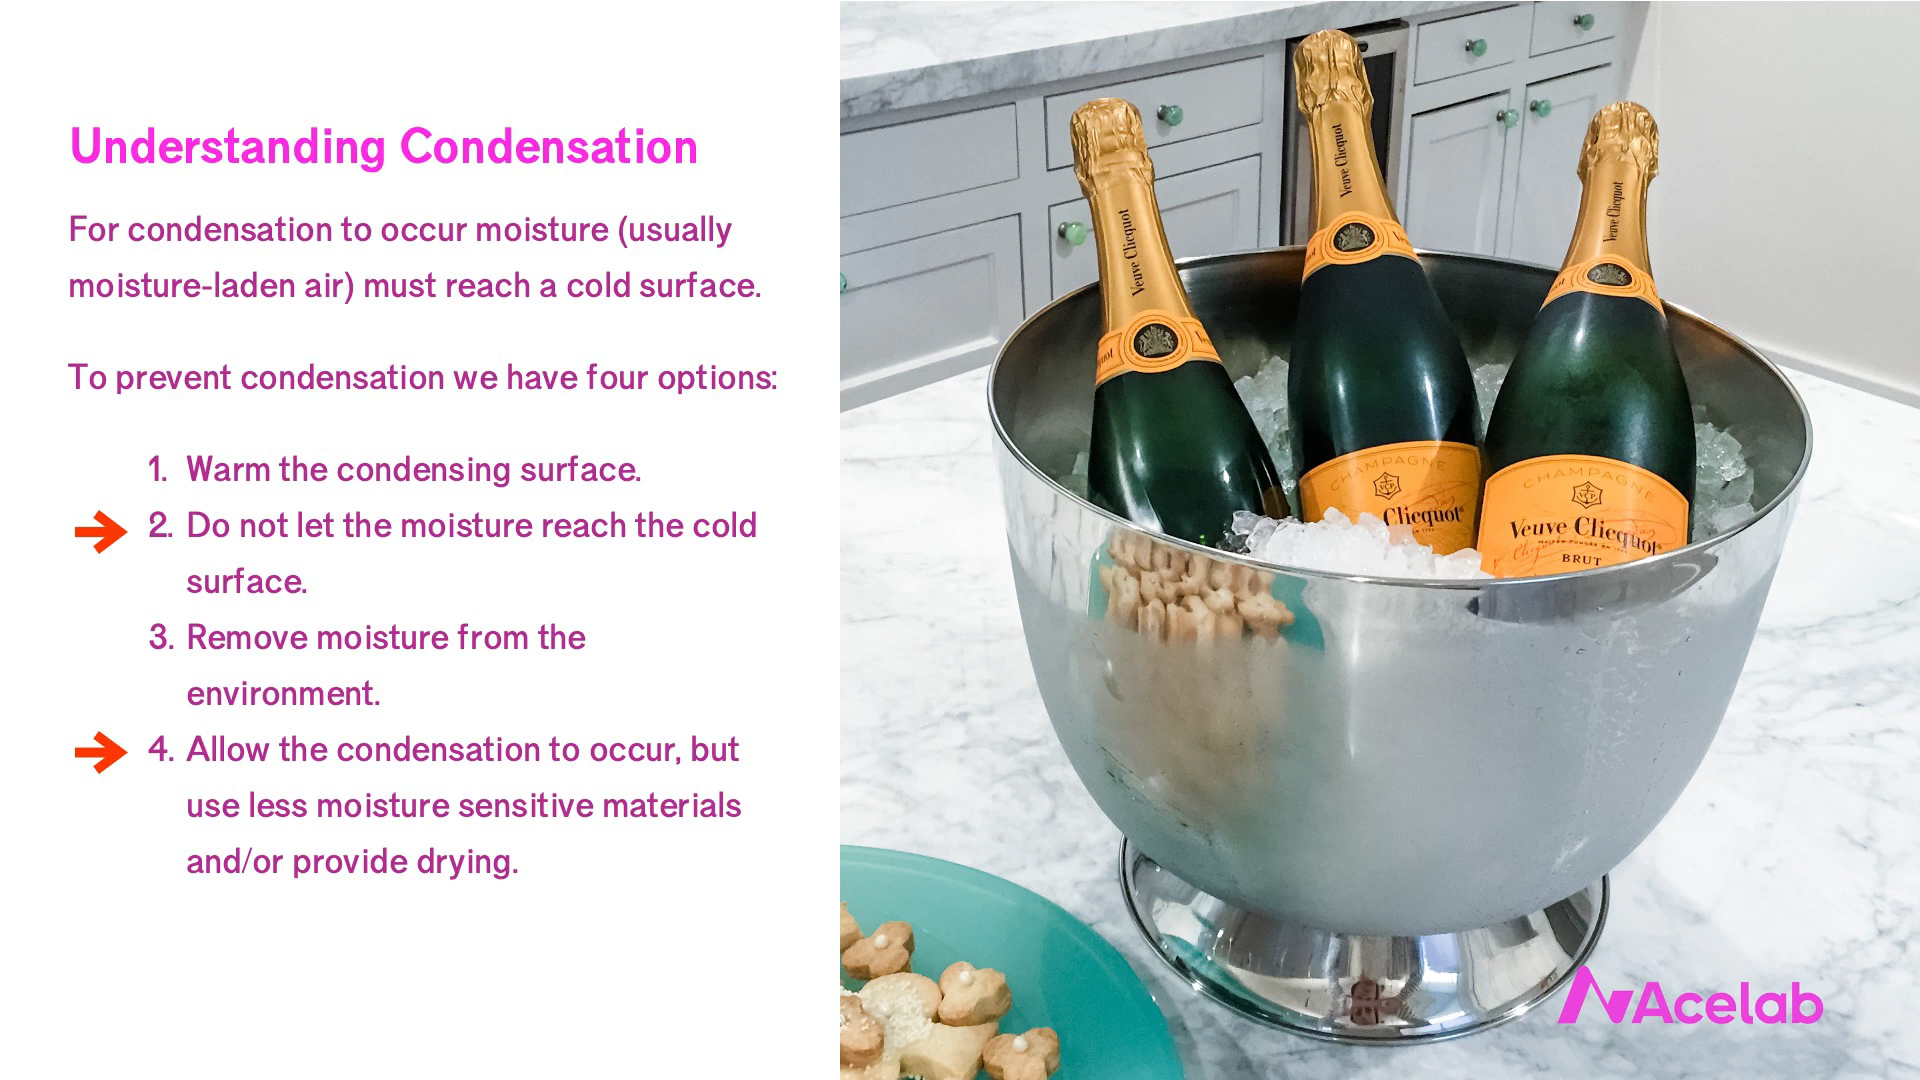 Understanding Condensation
For condensation to occur moisture (usually
moisture-laden air) must reach a cold surface.
To prevent condensation we have four options:
1. Warm the condensing surface.
2. Do not let the moisture reach the cold
surface.
3. Remove moisture from the
environment.
4. Allow the condensation to occur, but
use less moisture sensitive materials
and/or provide drying.
Veuve Clicquot
Veuve Clicquot
Veuve Clicquot
CHAMPAGNE
VCP
Clicquot
CHAMPAGNE
VCP
Veuve Clicquot
BRUT
Acelab